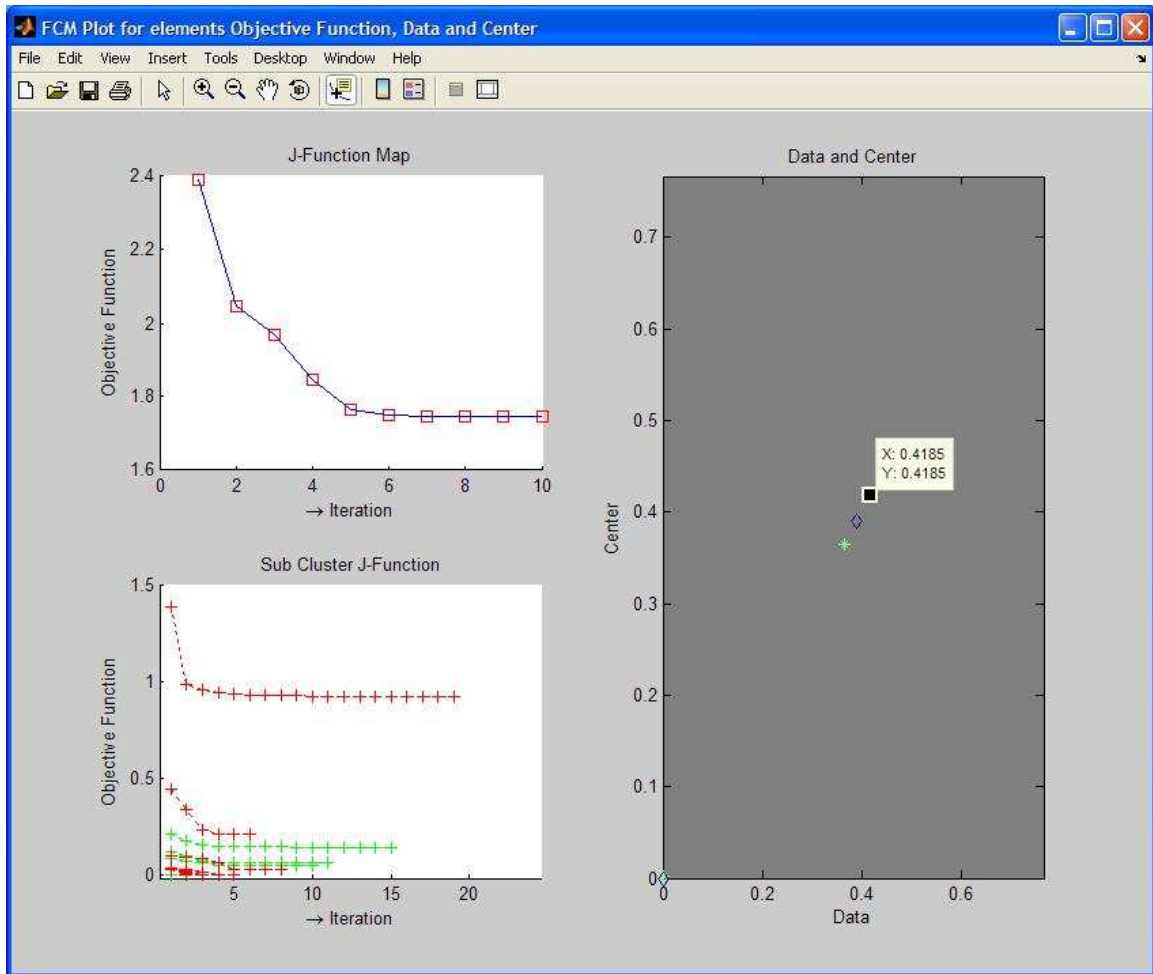 FCM Plot for elements Objective Function, Data and Center
File Edit View Insert Tools Desktop Window Help
J-Function Map
Objective Function
2.4
2.2
2
1.8
1.6
0 2 4 6 8 10
→ Iteration
Sub Cluster J-Function
Objective Function
1.5
1
0.5
0
5 10 15 20
→ Iteration
Data and Center
Center
0.7
0.6
0.5
0.4
0.3
0.2
0.1
0
X: 0.4185
Y: 0.4185
0 0.2 0.4 0.6
Data